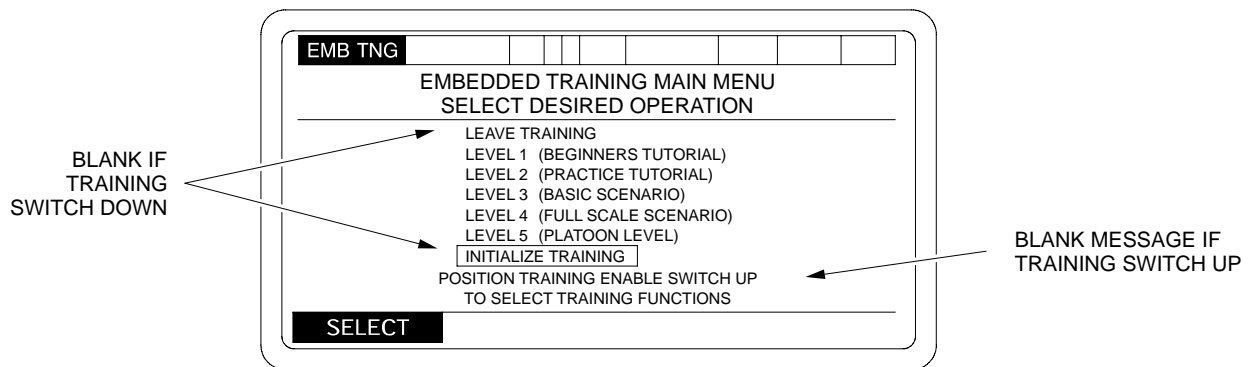 EMB TNG
EMBEDDED TRAINING MAIN MENU
SELECT DESIRED OPERATION
LEAVE TRAINING
LEVEL 1 (BEGINNERS TUTORIAL)
LEVEL 2 (PRACTICE TUTORIAL)
LEVEL 3 (BASIC SCENARIO)
LEVEL 4 (FULL SCALE SCENARIO)
LEVEL 5 (PLATOON LEVEL)
INITIALIZE TRAINING
POSITION TRAINING ENABLE SWITCH UP
TO SELECT TRAINING FUNCTIONS
SELECT
BLANK IF
TRAINING
SWITCH DOWN
BLANK MESSAGE IF
TRAINING SWITCH UP